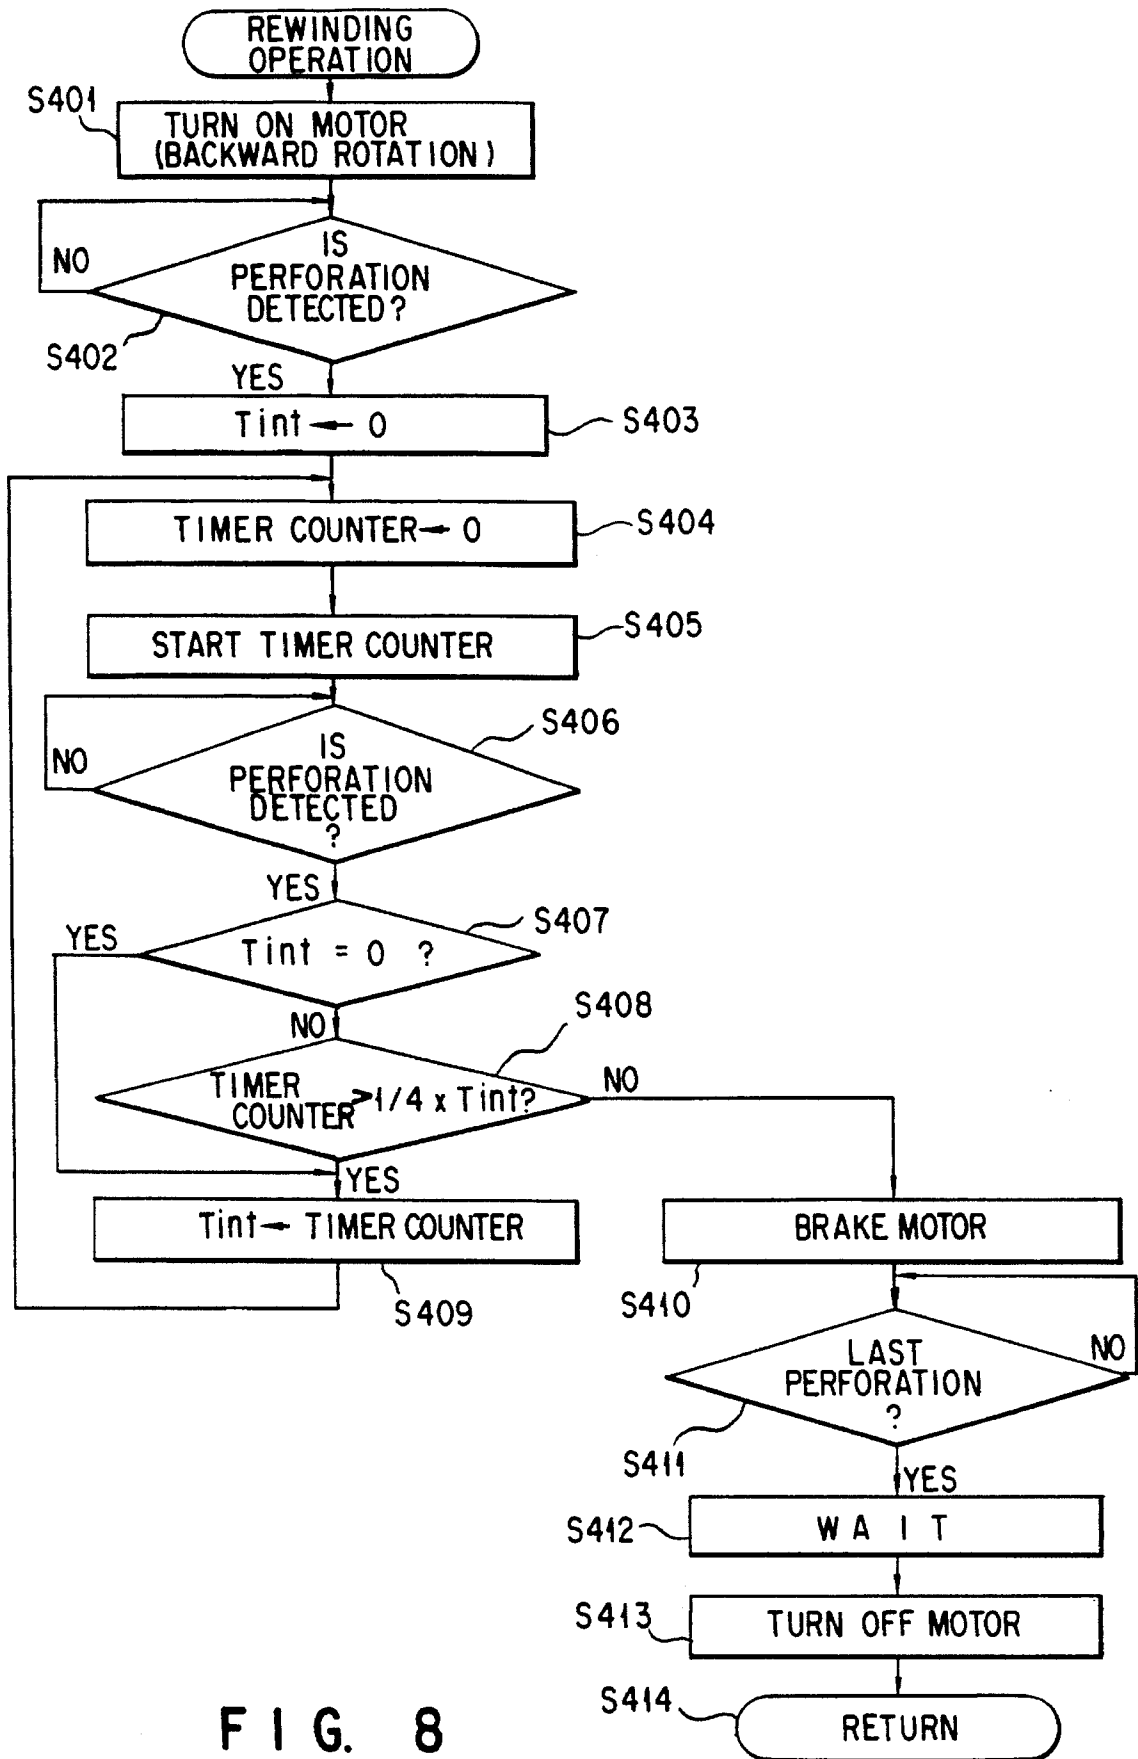 REWINDING
OPERATION
S401
TURN ON MOTOR
(BACKWARD ROTATION)
NO
IS
PERFORATION
DETECTED?
S402
YES
Tint ← 0
S403
TIMER COUNTER ← 0
S404
START TIMER COUNTER
S405
NO
IS
PERFORATION
DETECTED
?
S406
YES
YES
Tint = 0 ?
S407
NO
S408
TIMER
COUNTER > 1/4 x Tint?
NO
YES
Tint ← TIMER COUNTER
S409
BRAKE MOTOR
S410
LAST
PERFORATION
?
NO
S411
YES
S412
WAIT
S413
TURN OFF MOTOR
S414
RETURN
FIG. 8